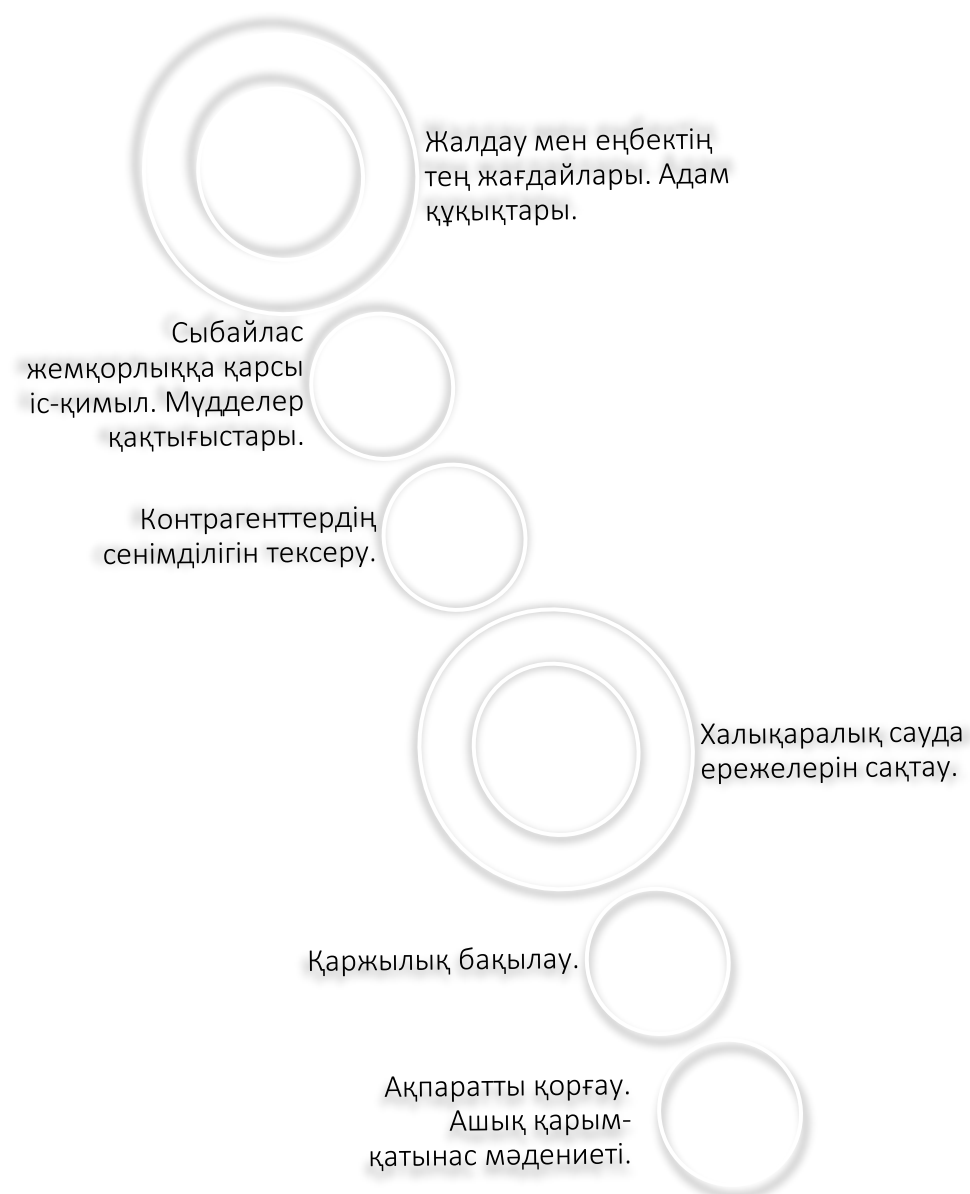 Жалдау мен еңбектің
тең жағдайлары. Адам
құқықтары.
Сыбайлас
жемқорлыққа қарсы
іс-қимыл. Мүдделер
қақтығыстары.
Контрагенттердің
сенімділігін тексеру.
Халықаралық сауда
ережелерін сақтау.
Қаржылық бақылау.
Ақпаратты қорғау.
Ашық қарым-
қатынас мәдениеті.